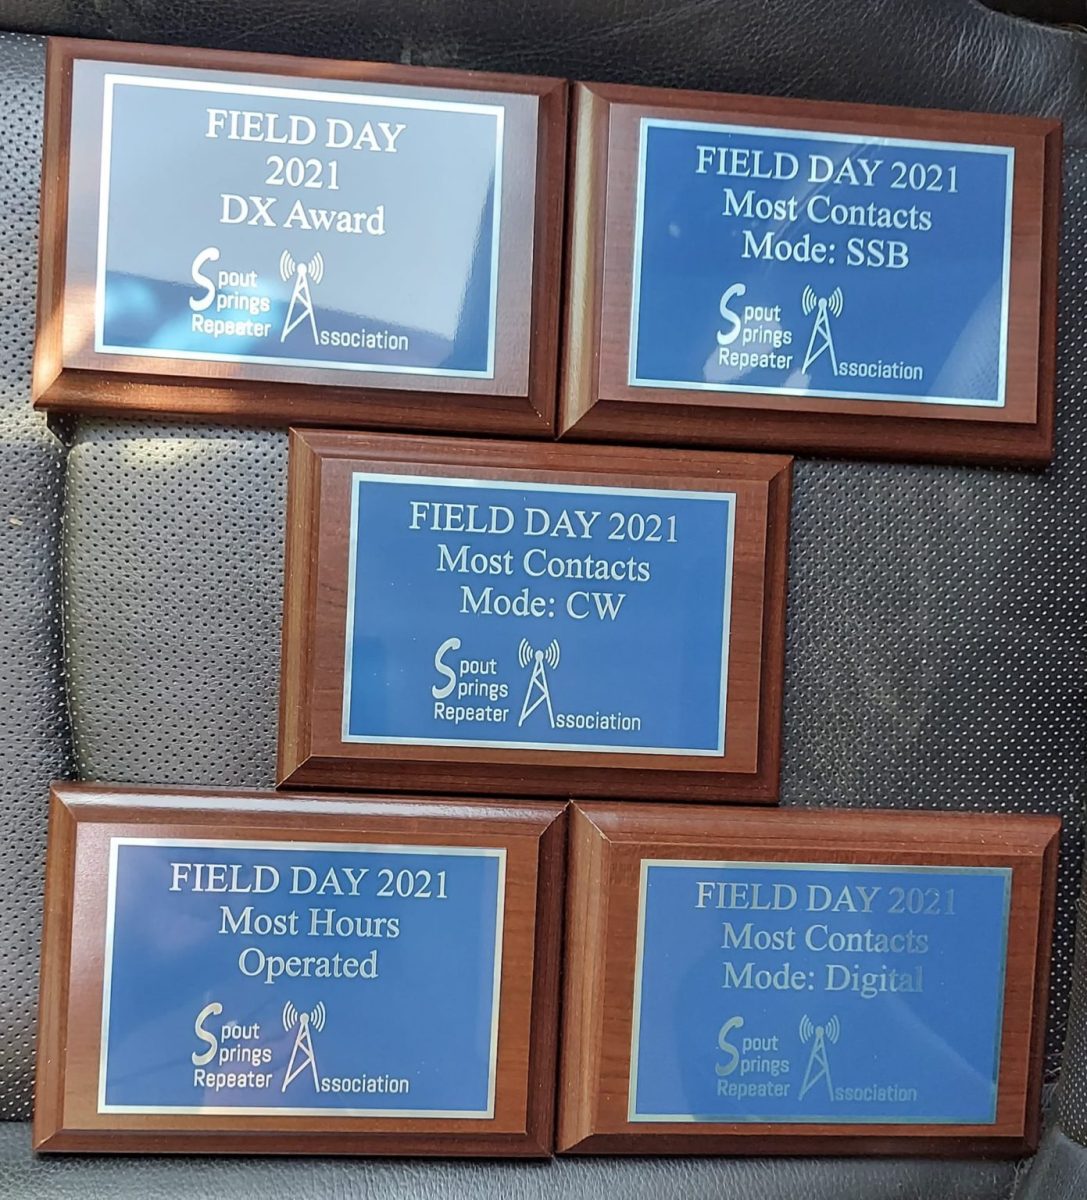 FIELD DAY
2021
DX Award
Spout
Springs
Repeater Association
FIELD DAY 2021
Most Contacts
Mode: SSB
Spout
Springs
Repeater Association
FIELD DAY 2021
Most Contacts
Mode: CW
Spout
Springs
Repeater Association
FIELD DAY 2021
Most Hours
Operated
Spout
Springs
Repeater Association
FIELD DAY 2021
Most Contacts
Mode: Digital
Spout
Springs
Repeater Association